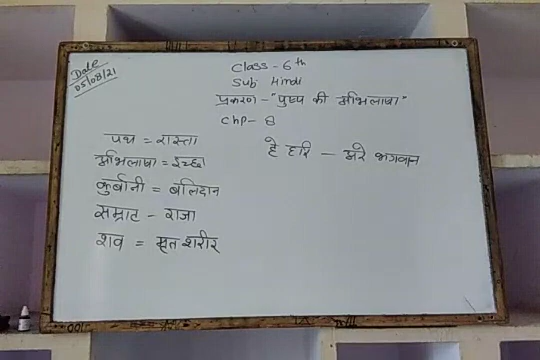 Date
05/08/21
Class - 6th
Sub: Hindi
प्रकरण - "पुष्प की अभिलाषा"
Chp - 8
पथ = रास्ता
अभिलाषा = इच्छा
कुर्बानी = बलिदान
सम्राट - राजा
शव = मृत शरीर
हे हरि - मेरे भगवान